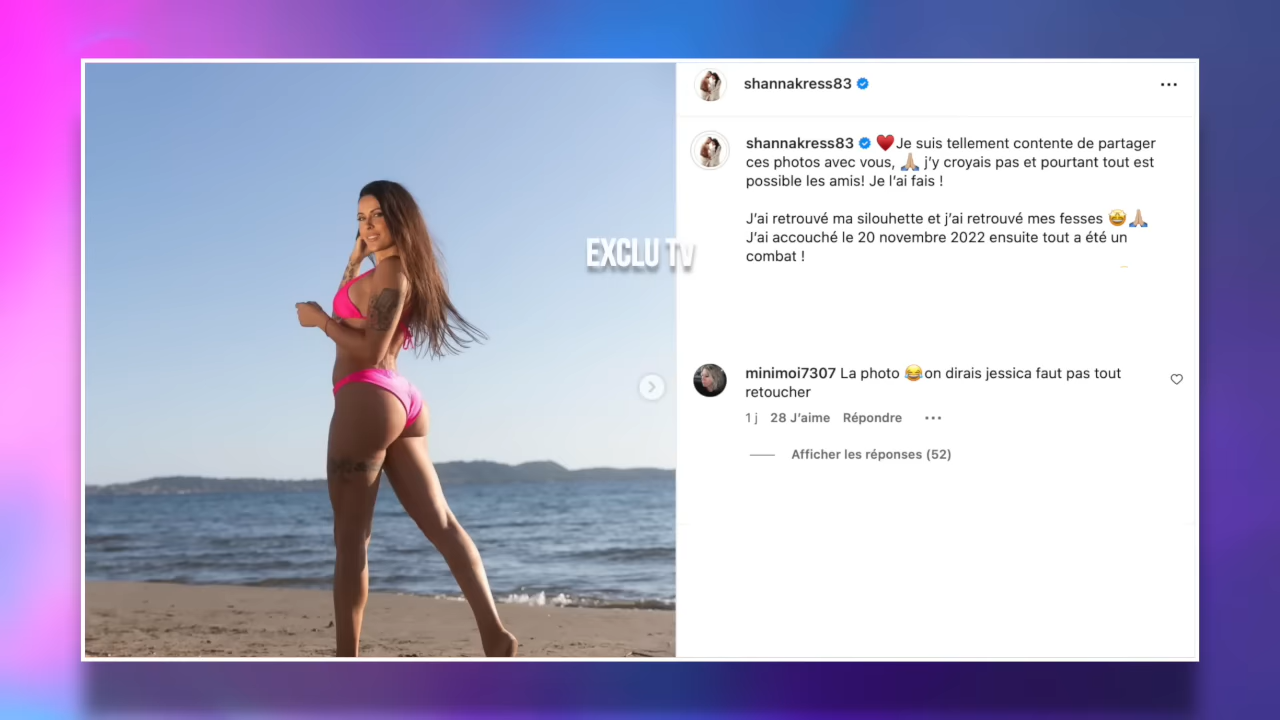 shannakress83
shannakress83 ♥️Je suis tellement contente de partager
ces photos avec vous, 🙏🏼 j'y croyais pas et pourtant tout est
possible les amis! Je l'ai fais !
J'ai retrouvé ma silouhette et j'ai retrouvé mes fesses 🤩🙏🏼
J'ai accouché le 20 novembre 2022 ensuite tout a été un
combat !
EXCLU TV
minimoi7307 La photo 😂on dirais jessica faut pas tout
retoucher
1 j 28 J'aime Répondre
Afficher les réponses (52)